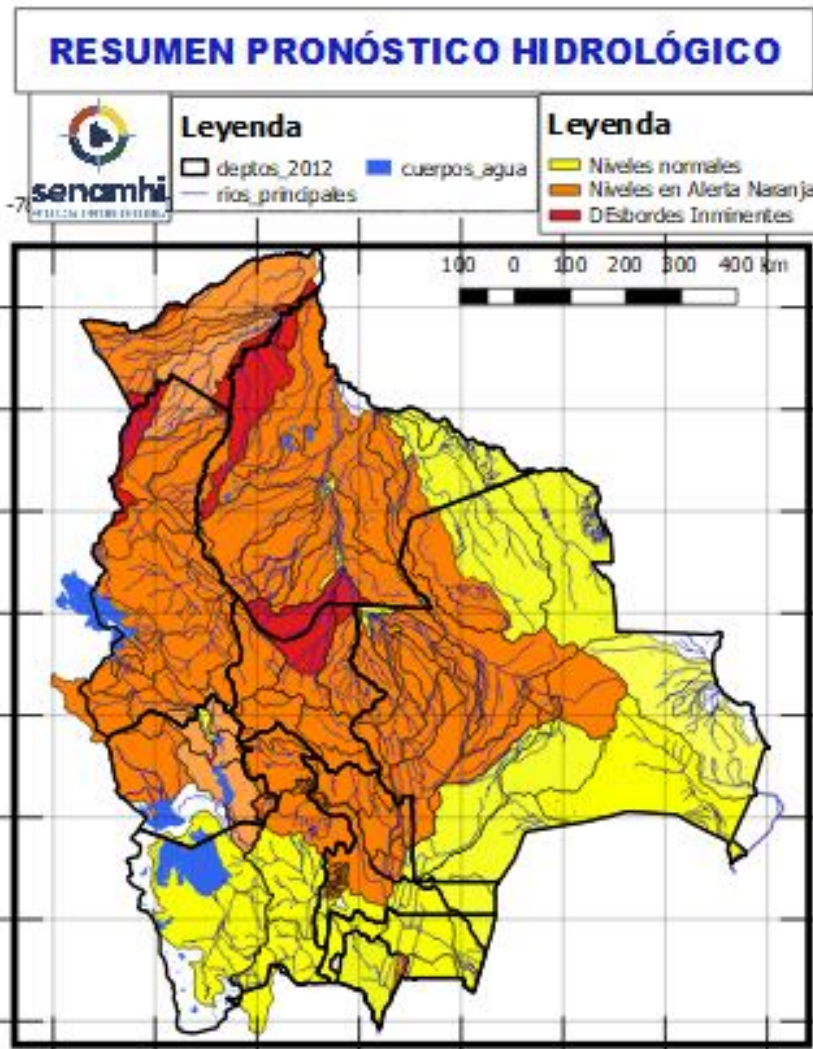 RESUMEN PRONÓSTICO HIDROLÓGICO
senamhi
Leyenda
deptos_2012
cuerpos_agua
rios_principales
Leyenda
Niveles normales
Niveles en Alerta Naranja
DEsbordes Inminentes
100 0 100 200 300 400 km